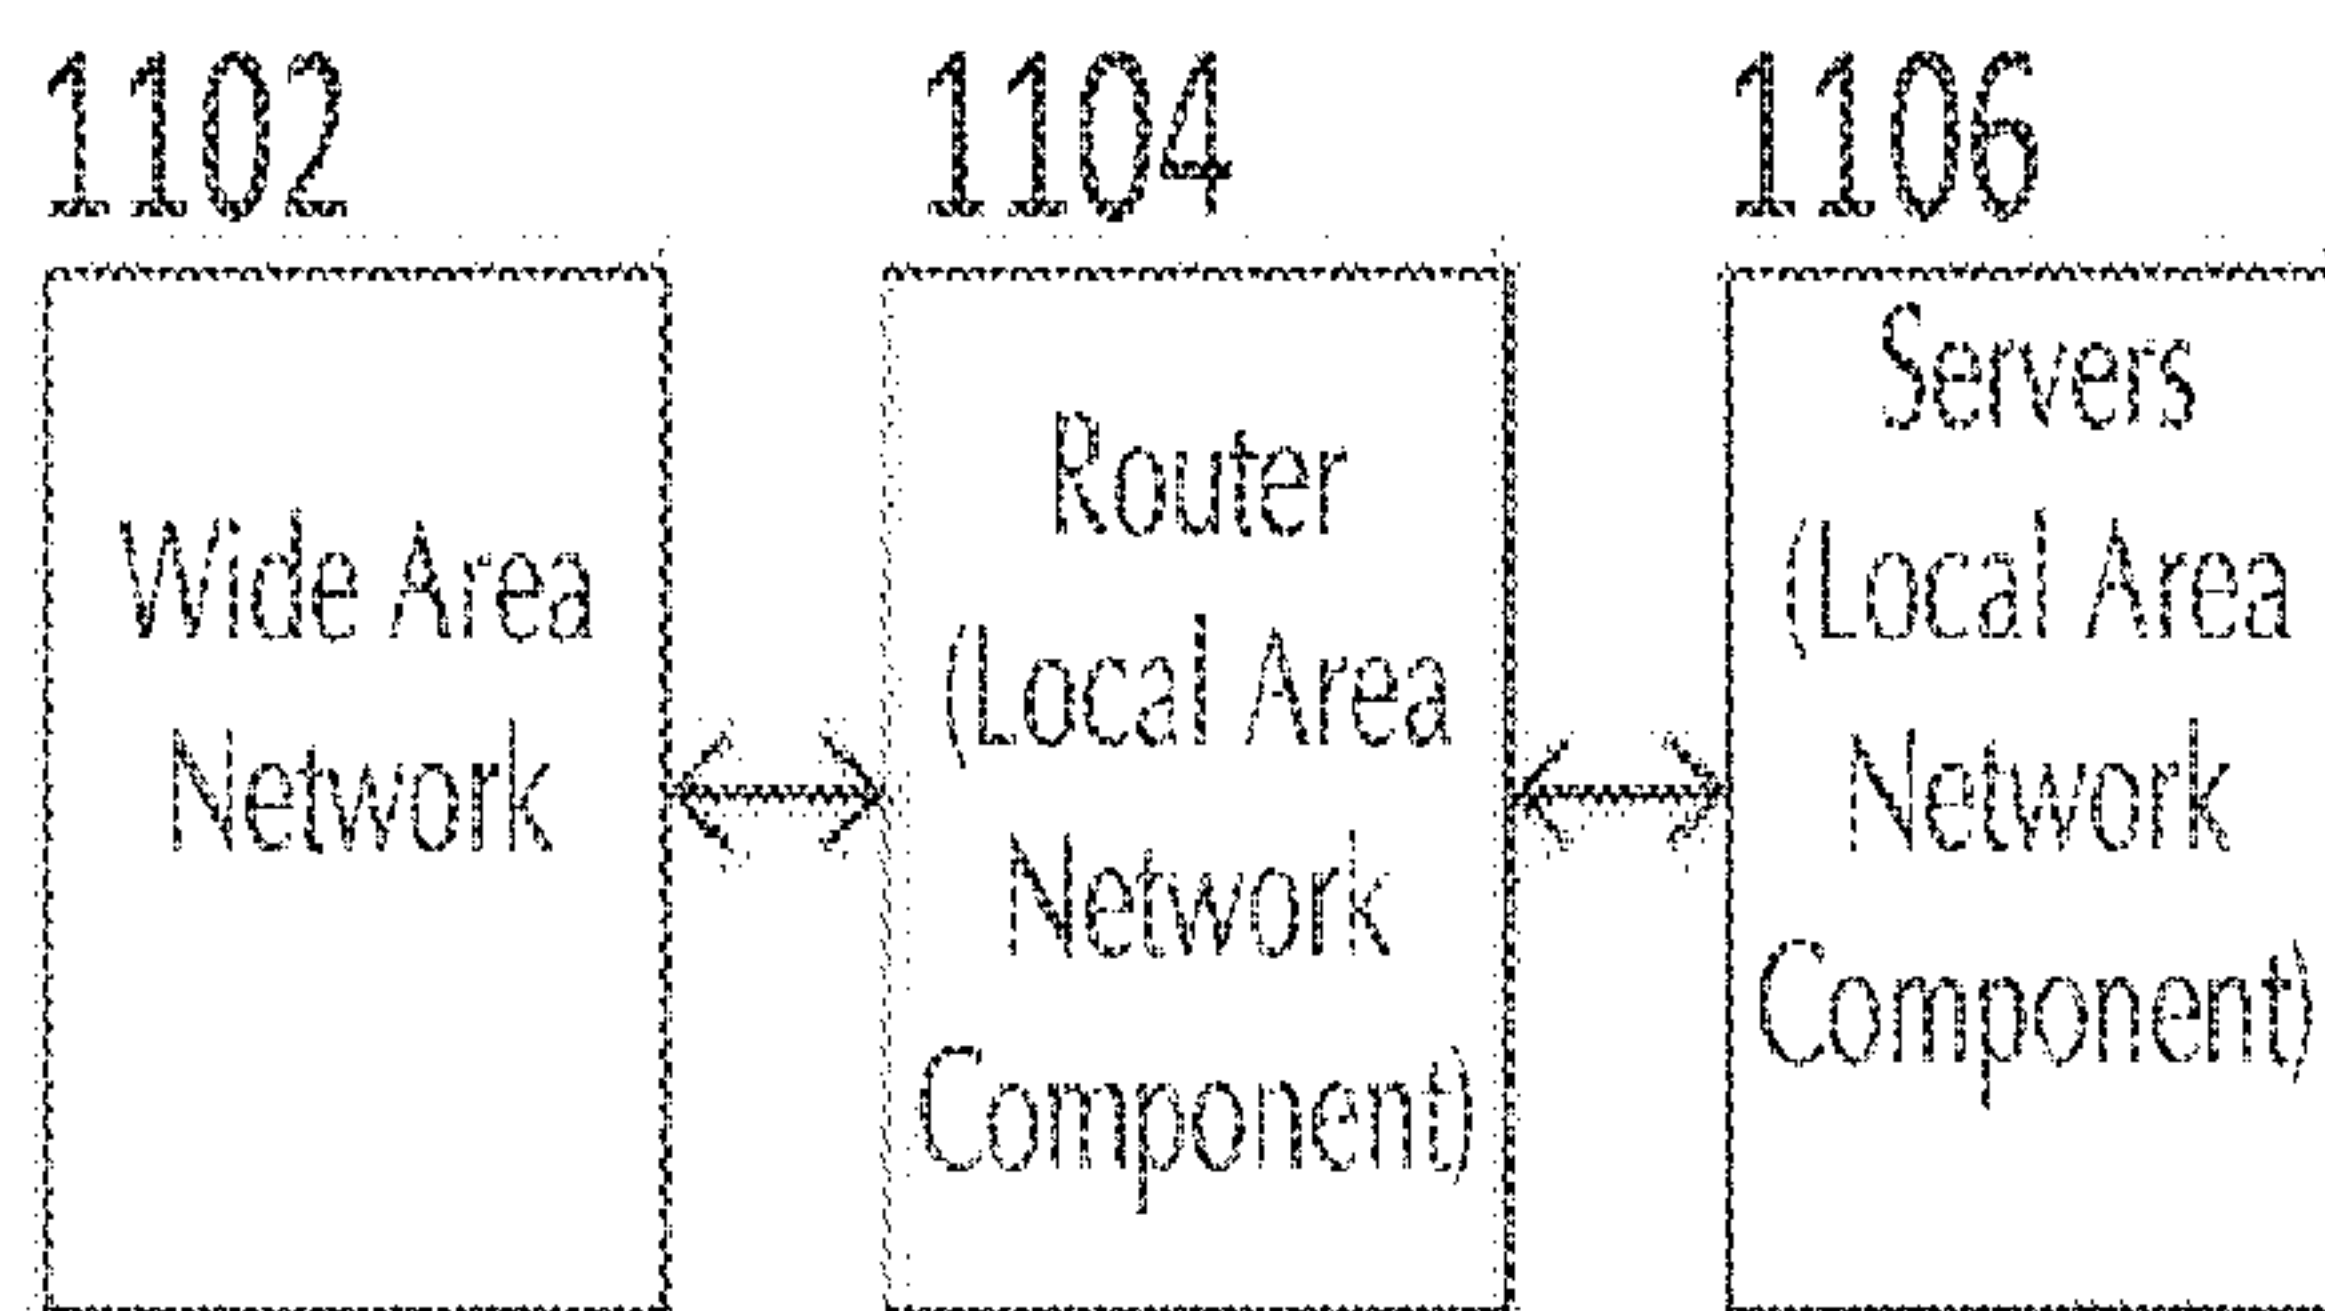 1102
1104
1106
Wide Area
Network
Router
(Local Area
Network
Component)
Servers
(Local Area
Network
Component)